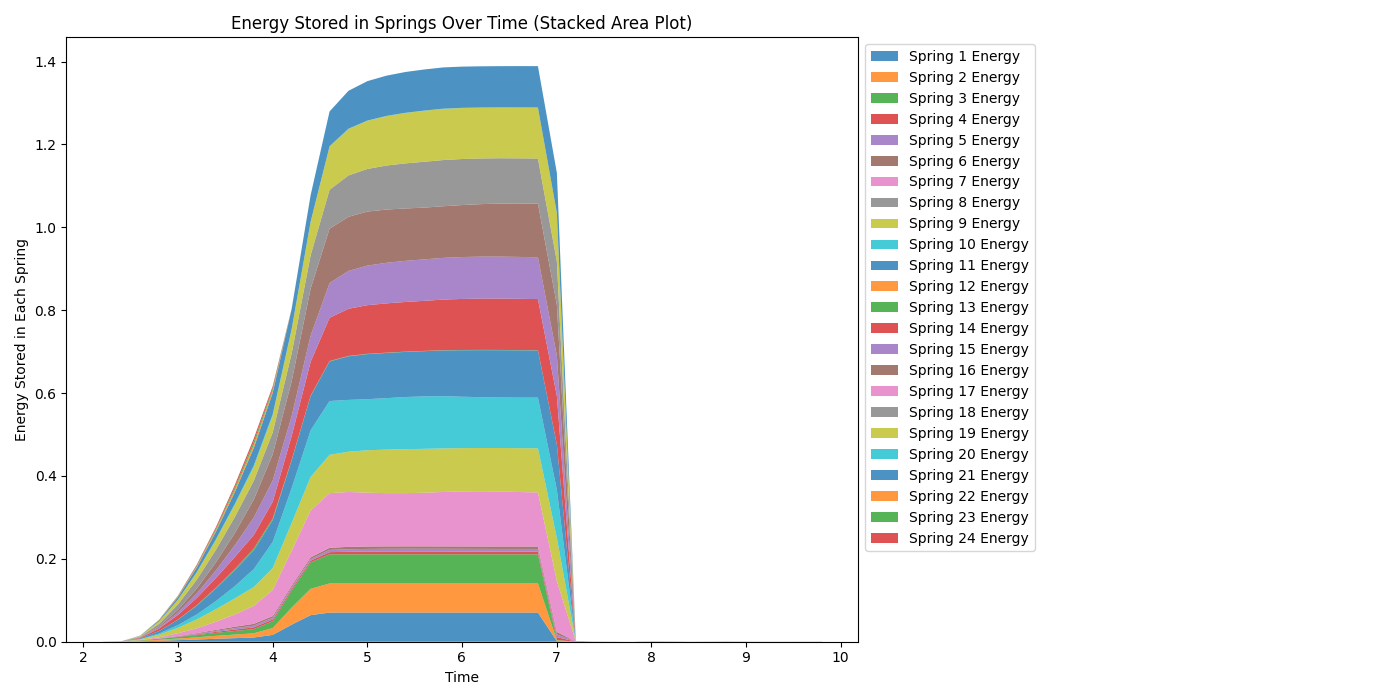 Energy Stored in Springs Over Time (Stacked Area Plot)
Energy Stored in Each Spring
1.4
1.2
1.0
0.8
0.6
0.4
0.2
0.0
2 3 4 5 6 7 8 9 10
Time
Spring 1 Energy
Spring 2 Energy
Spring 3 Energy
Spring 4 Energy
Spring 5 Energy
Spring 6 Energy
Spring 7 Energy
Spring 8 Energy
Spring 9 Energy
Spring 10 Energy
Spring 11 Energy
Spring 12 Energy
Spring 13 Energy
Spring 14 Energy
Spring 15 Energy
Spring 16 Energy
Spring 17 Energy
Spring 18 Energy
Spring 19 Energy
Spring 20 Energy
Spring 21 Energy
Spring 22 Energy
Spring 23 Energy
Spring 24 Energy